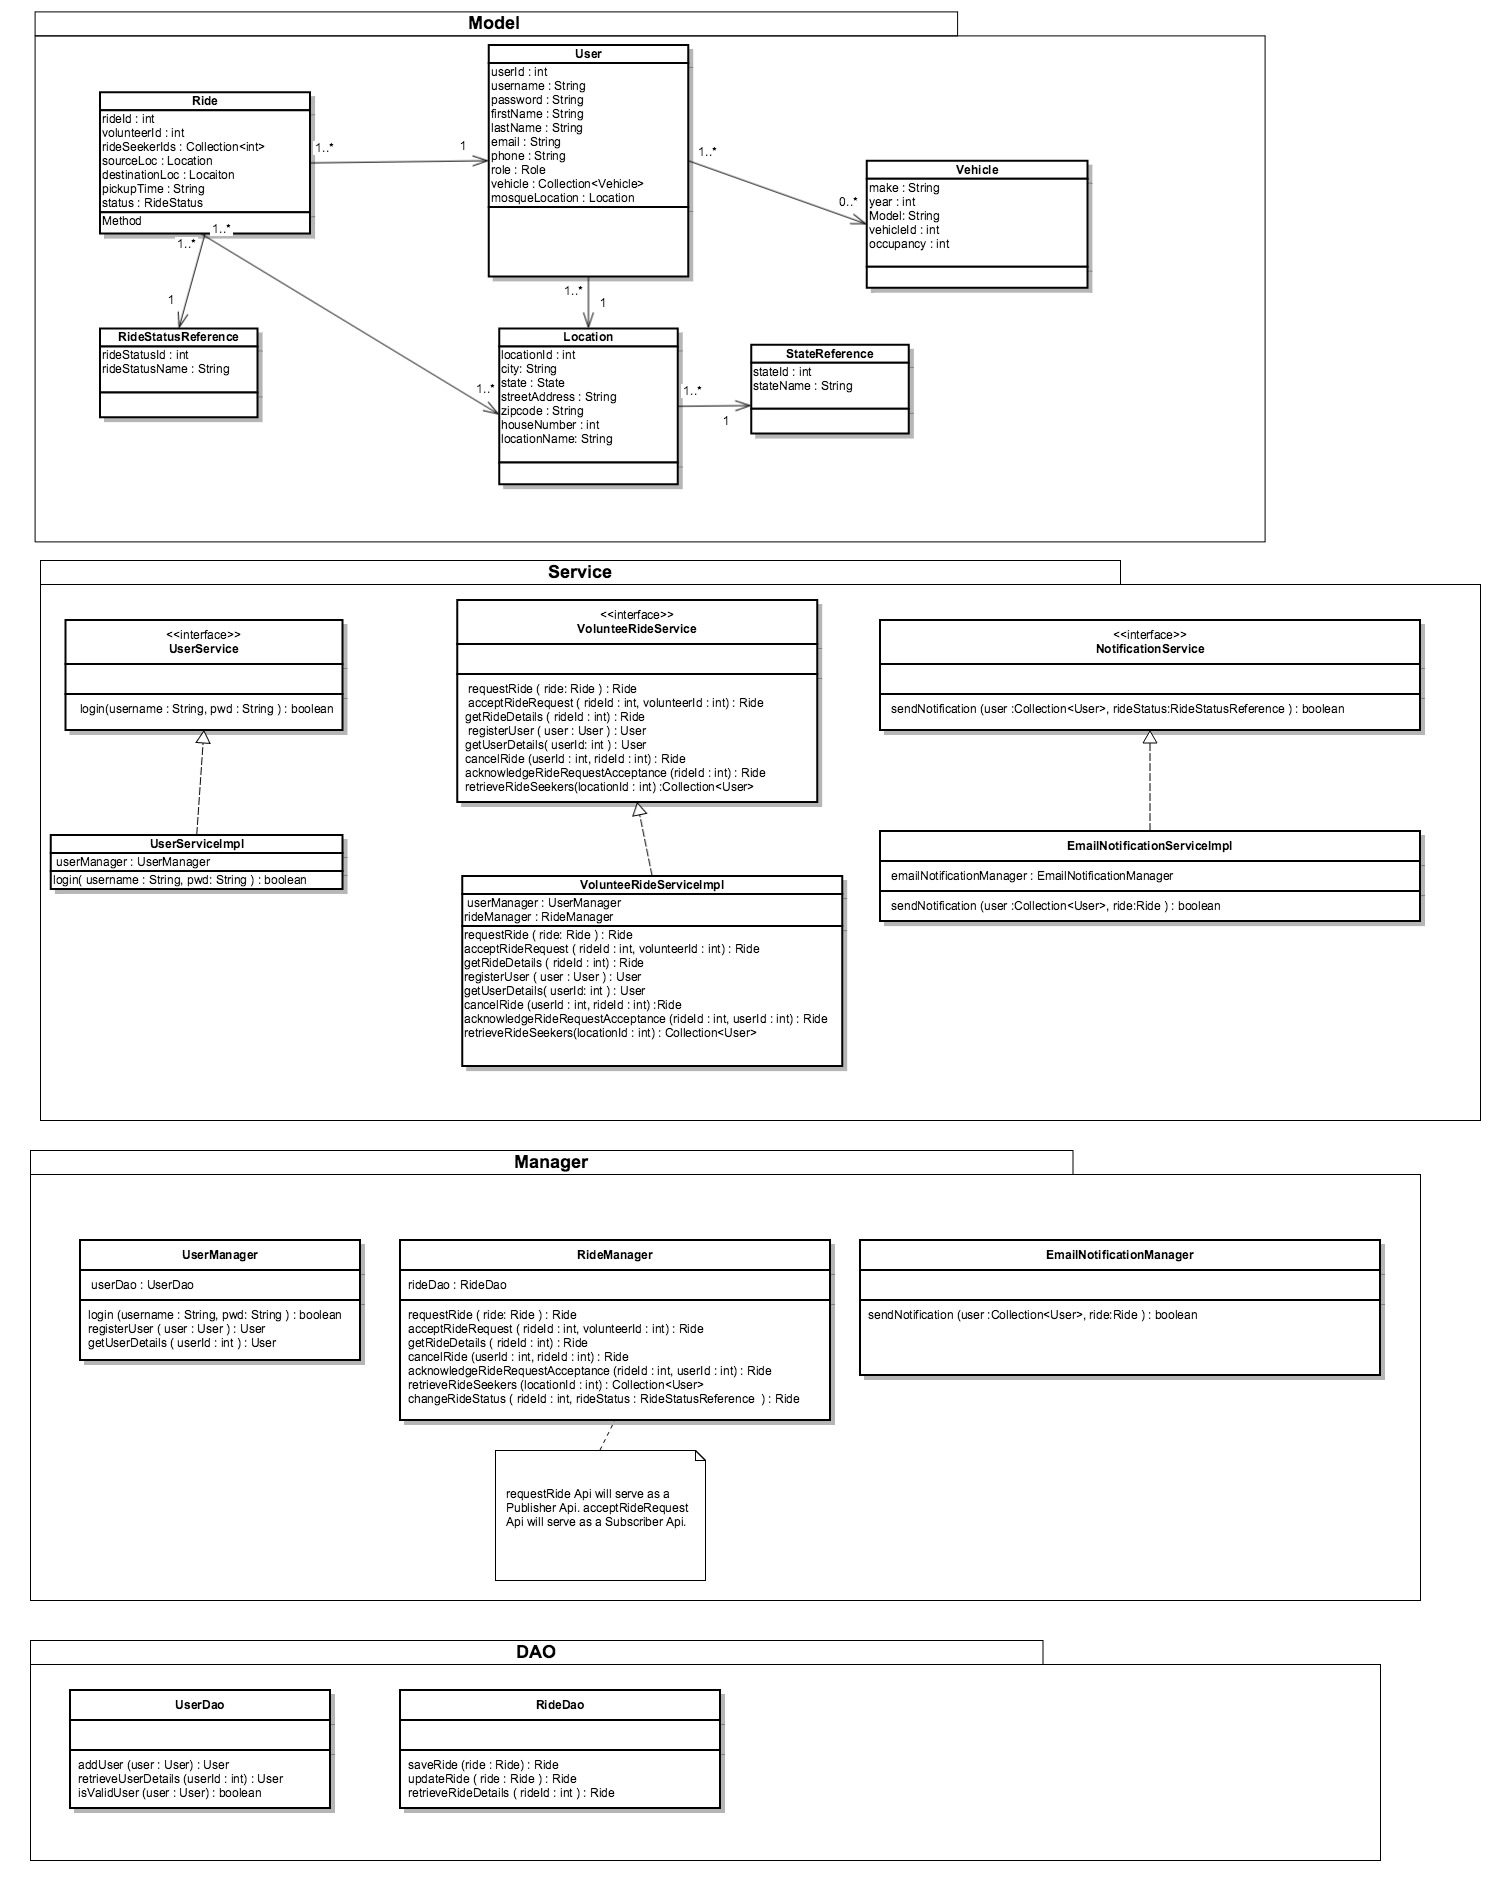 Model
User
userId : int
username : String
password : String
firstName : String
lastName : String
email : String
phone : String
role : Role
vehicle : Collection<Vehicle>
mosqueLocation : Location
Ride
rideId : int
volunteerId : int
rideSeekerIds : Collection<int>
sourceLoc : Location
destinationLoc : Locaiton
pickupTime : String
status : RideStatus
Method
1..*
1
1..*
0..*
Vehicle
make : String
year : int
Model: String
vehicleId : int
occupancy : int
1..*
1..*
1
1..*
1
RideStatusReference
rideStatusId : int
rideStatusName : String
Location
locationId : int
city: String
state : State
streetAddress : String
zipcode : String
houseNumber : int
locationName: String
1..*
1..*
1
StateReference
stateId : int
stateName : String
Service
<<interface>>
UserService
login(username : String, pwd : String ) : boolean
<<interface>>
VolunteeRideService
requestRide ( ride: Ride ) : Ride
acceptRideRequest ( rideId : int, volunteerId : int) : Ride
getRideDetails ( rideId : int) : Ride
registerUser ( user : User ) : User
getUserDetails( userId: int ) : User
cancelRide (userId : int, rideId : int) : Ride
acknowledgeRideRequestAcceptance (rideId : int) : Ride
retrieveRideSeekers(locationId : int) :Collection<User>
<<interface>>
NotificationService
sendNotification (user :Collection<User>, rideStatus:RideStatusReference ) : boolean
UserServiceImpl
userManager : UserManager
login( username : String, pwd: String ) : boolean
VolunteeRideServiceImpl
userManager : UserManager
rideManager : RideManager
requestRide ( ride: Ride ) : Ride
acceptRideRequest ( rideId : int, volunteerId : int) : Ride
getRideDetails ( rideId : int) : Ride
registerUser ( user : User ) : User
getUserDetails( userId: int ) : User
cancelRide (userId : int, rideId : int) :Ride
acknowledgeRideRequestAcceptance (rideId : int, userId : int) : Ride
retrieveRideSeekers(locationId : int) : Collection<User>
EmailNotificationServiceImpl
emailNotificationManager : EmailNotificationManager
sendNotification (user :Collection<User>, ride:Ride ) : boolean
Manager
UserManager
userDao : UserDao
login (username : String, pwd: String ) : boolean
registerUser ( user : User ) : User
getUserDetails ( userId : int ) : User
RideManager
rideDao : RideDao
requestRide ( ride: Ride ) : Ride
acceptRideRequest ( rideId : int, volunteerId : int) : Ride
getRideDetails ( rideId : int) : Ride
cancelRide (userId : int, rideId : int) : Ride
acknowledgeRideRequestAcceptance (rideId : int, userId : int) : Ride
retrieveRideSeekers (locationId : int) : Collection<User>
changeRideStatus ( rideId : int, rideStatus : RideStatusReference ) : Ride
EmailNotificationManager
sendNotification (user :Collection<User>, ride:Ride ) : boolean
requestRide Api will serve as a
Publisher Api. acceptRideRequest
Api will serve as a Subscriber Api.
DAO
UserDao
addUser (user : User) : User
retrieveUserDetails (userId : int) : User
isValidUser (user : User) : boolean
RideDao
saveRide (ride : Ride) : Ride
updateRide ( ride : Ride ) : Ride
retrieveRideDetails ( rideId : int ) : Ride